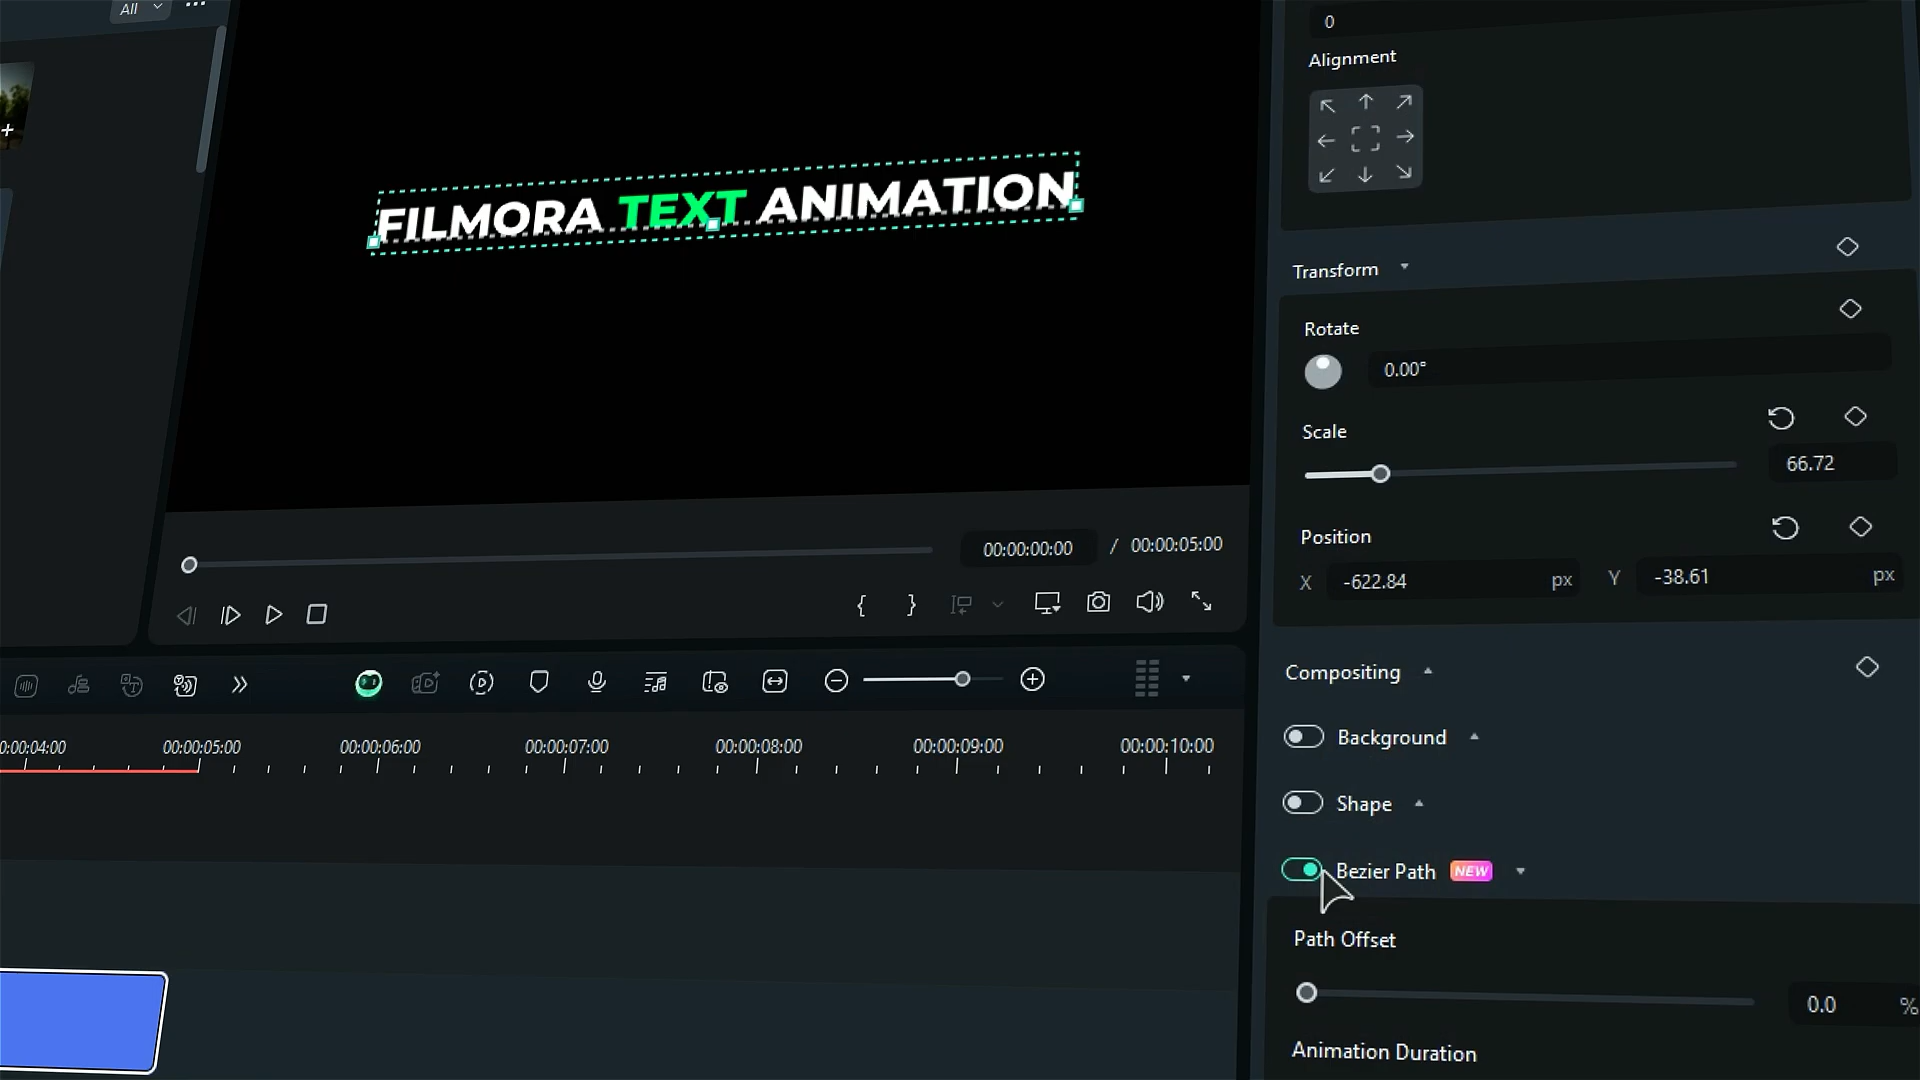 All
FILMORA TEXT ANIMATION
00:00:00:00 / 00:00:05:00
0:00:04:00 00:00:05:00 00:00:06:00 00:00:07:00 00:00:08:00 00:00:09:00 00:00:10:00
0
Alignment
Transform
Rotate
0.00°
Scale
66.72
Position
X -622.84 px Y -38.61 px
Compositing
Background
Shape
Bezier Path NEW
Path Offset
0.0 %
Animation Duration